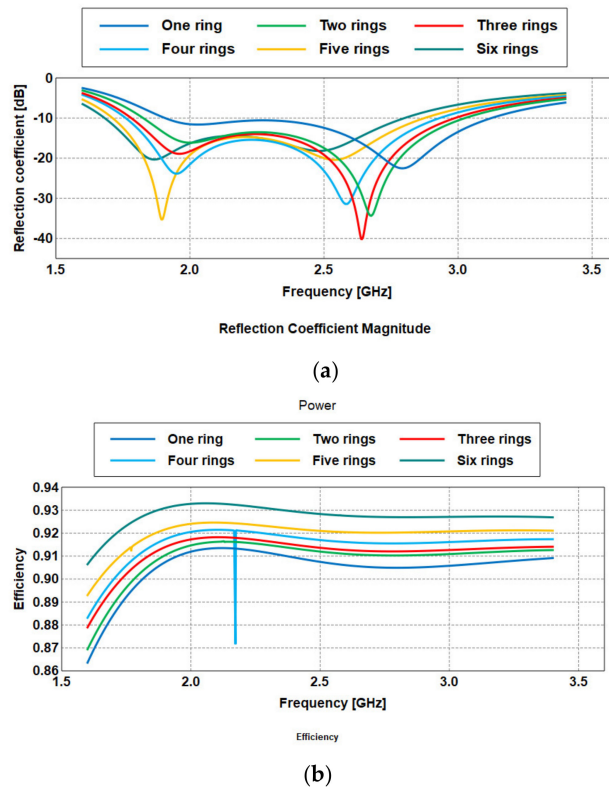 One ring Two rings Three rings
Four rings Five rings Six rings
0
-10
-20
-30
-40
Reflection coefficient [dB]
1.5 2.0 2.5 3.0 3.5
Frequency [GHz]
Reflection Coefficient Magnitude
(a)
Power
One ring Two rings Three rings
Four rings Five rings Six rings
0.94
0.93
0.92
0.91
0.90
0.89
0.88
0.87
0.86
Efficiency
1.5 2.0 2.5 3.0 3.5
Frequency [GHz]
Efficiency
(b)